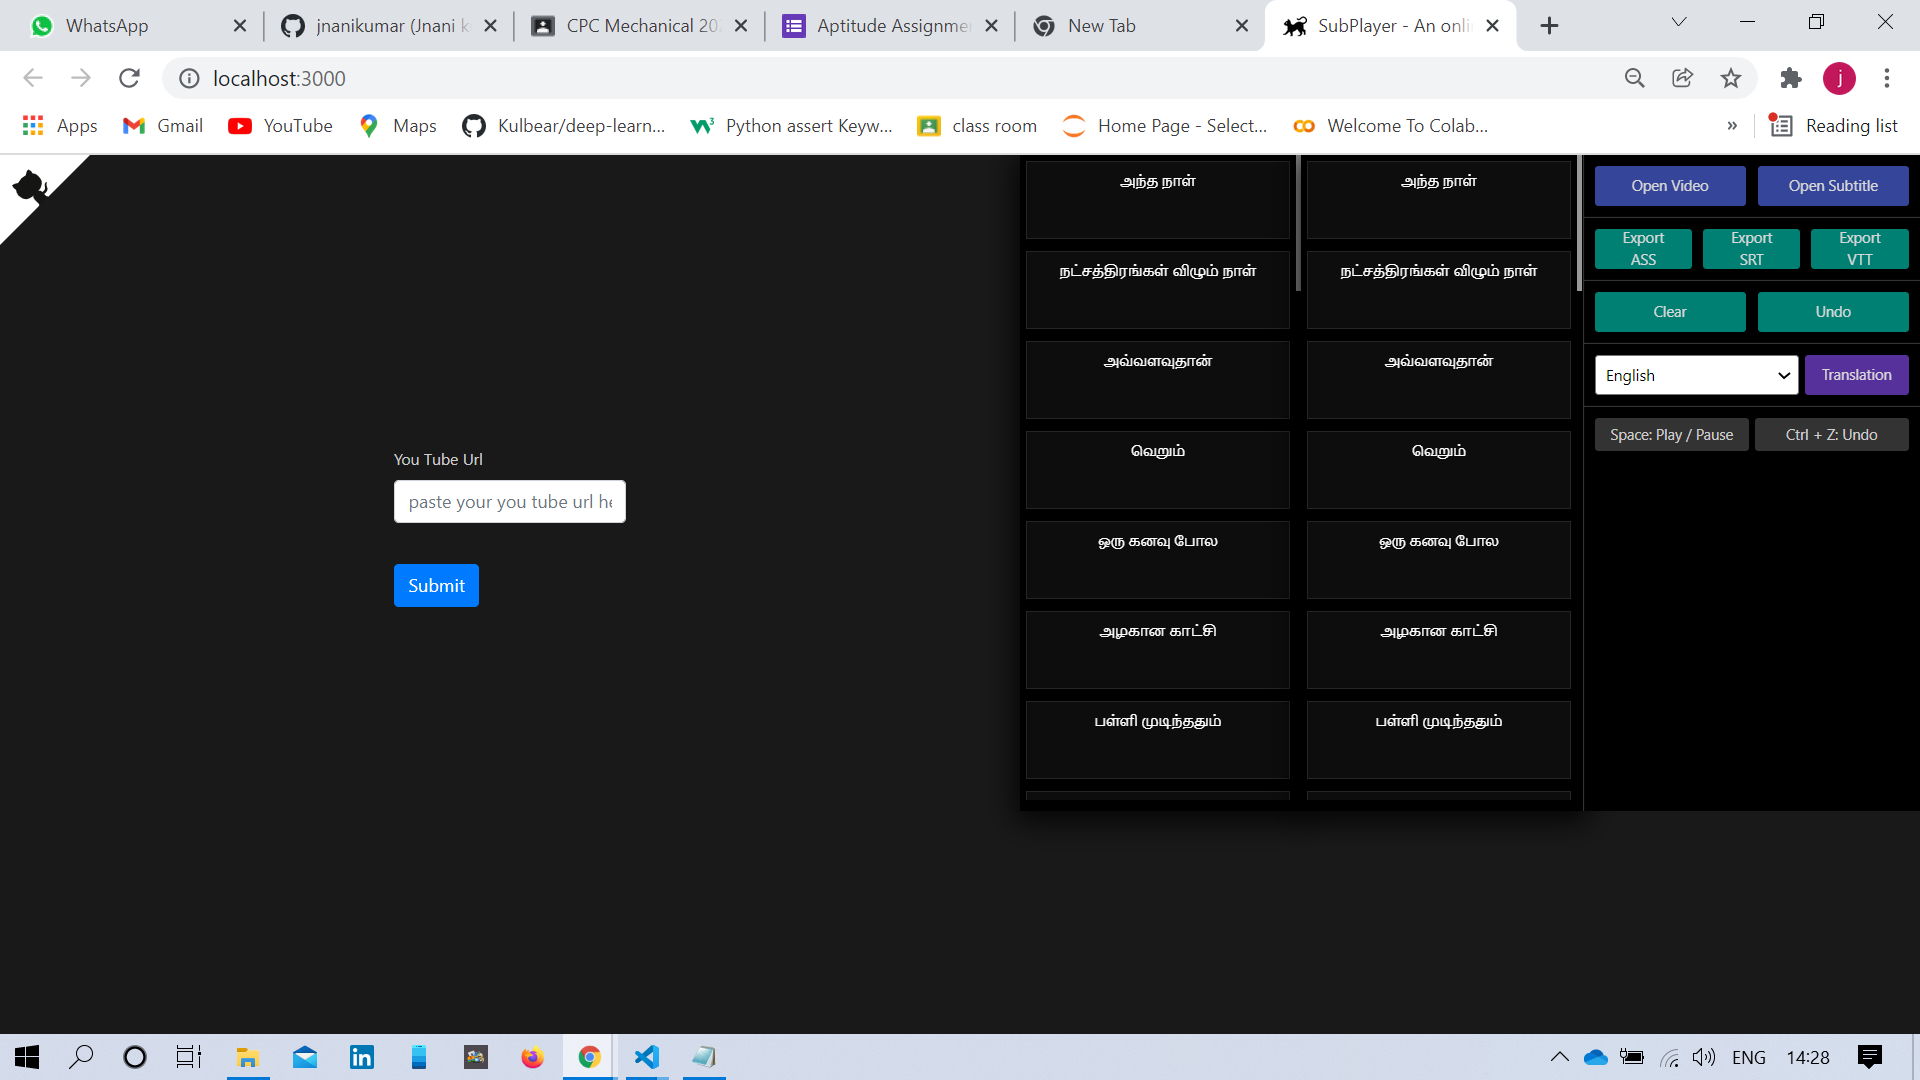 WhatsApp
jnanikumar (Jnani k
CPC Mechanical 20
Aptitude Assignme
New Tab
SubPlayer - An onli
localhost:3000
j
Apps
Gmail
YouTube
Maps
Kulbear/deep-learn...
Python assert Keyw...
class room
Home Page - Select...
Welcome To Colab...
»
Reading list
You Tube Url
paste your you tube url he
Submit
அந்த நாள்
அந்த நாள்
நட்சத்திரங்கள் விழும் நாள்
நட்சத்திரங்கள் விழும் நாள்
அவ்வளவுதான்
அவ்வளவுதான்
வெறும்
வெறும்
ஒரு கனவு போல
ஒரு கனவு போல
அழகான காட்சி
அழகான காட்சி
பள்ளி முடிந்ததும்
பள்ளி முடிந்ததும்
Open Video
Open Subtitle
Export ASS
Export SRT
Export VTT
Clear
Undo
English
Translation
Space: Play / Pause
Ctrl + Z: Undo
ENG
14:28